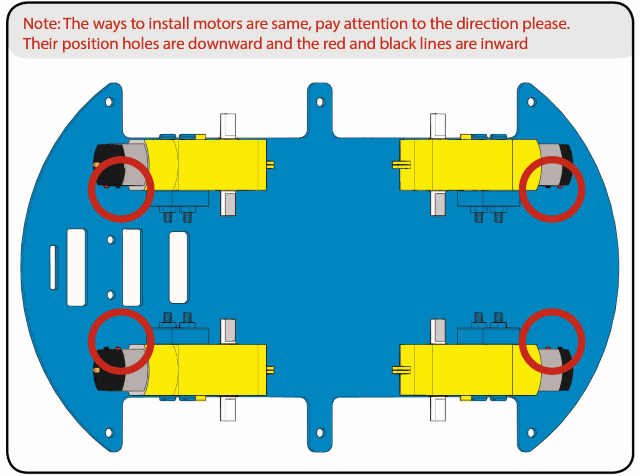 Note: The ways to install motors are same, pay attention to the direction please.
Their position holes are downward and the red and black lines are inward